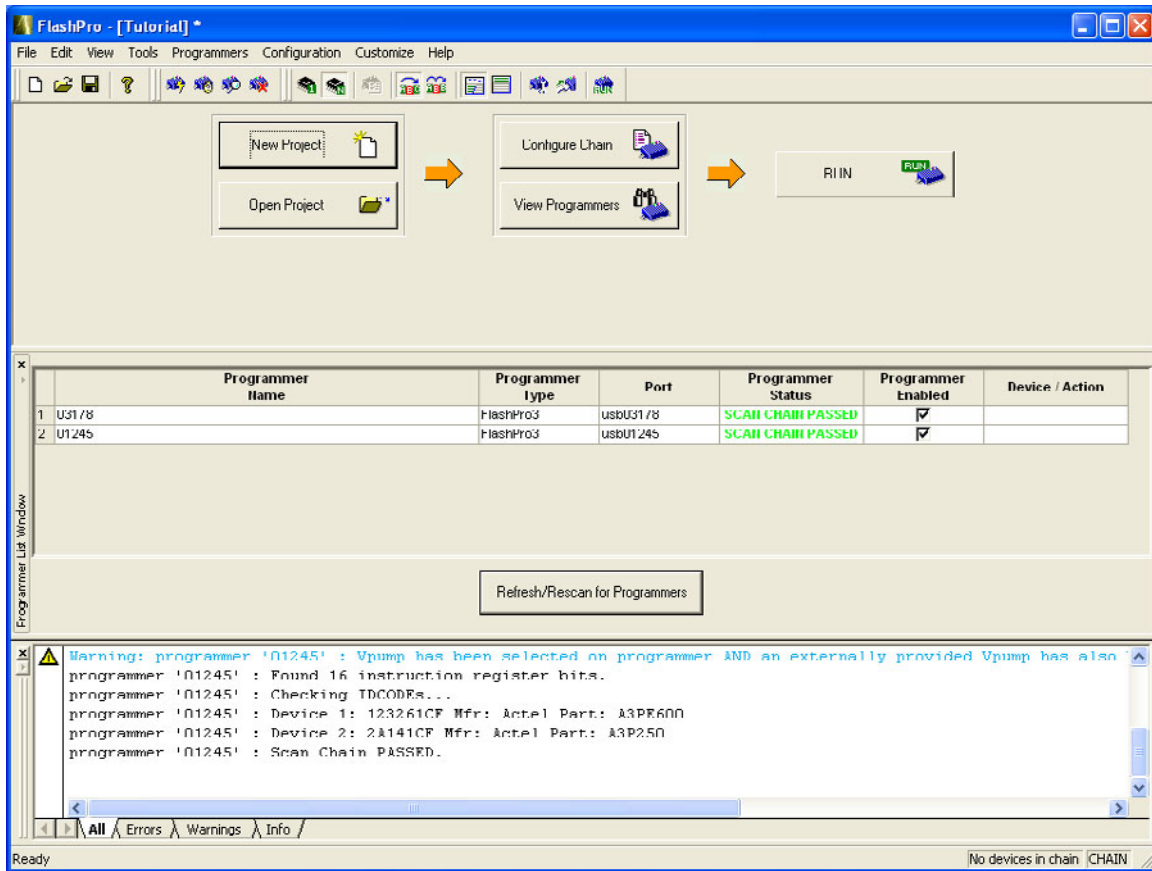 FlashPro - [Tutorial] *
File Edit View Tools Programmers Configuration Customize Help
New Project
Configure Chain
RUN
Open Project
View Programmers
Programmer Name
Programmer Type
Port
Programmer Status
Programmer Enabled
Device / Action
1 03178 FlashPro3 usb03178 SCAN CHAIN PASSED
2 01245 FlashPro3 usb01245 SCAN CHAIN PASSED
Programmer List Window
Refresh/Rescan for Programmers
Warning: programmer '01245' : Vpump has been selected on programmer AND an externally provided Vpump has also
programmer '01245' : Found 16 instruction register bits.
programmer '01245' : Checking IDCODEs...
programmer '01245' : Device 1: 123261CF Mfr: Actel Part: A3PE600
programmer '01245' : Device 2: 2A141CF Mfr: Actel Part: A3P250
programmer '01245' : Scan Chain PASSED.
All Errors Warnings Info
Ready
No devices in chain CHAIN